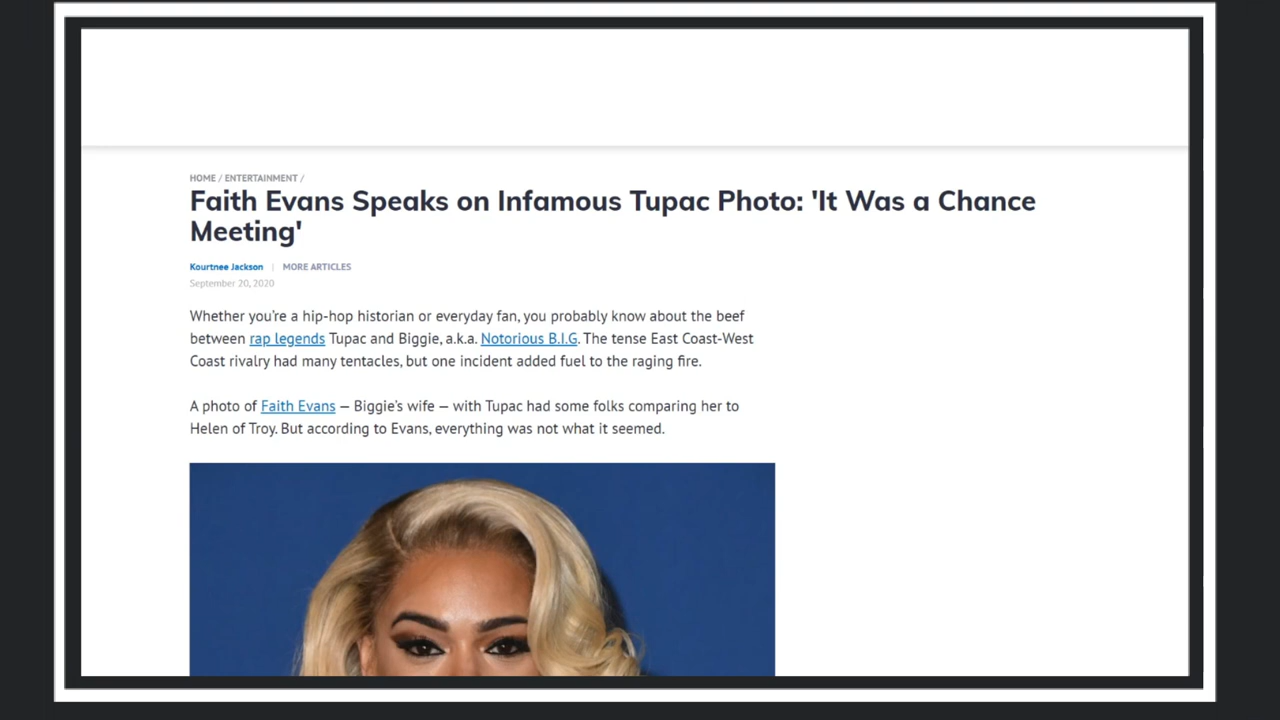 HOME / ENTERTAINMENT /
Faith Evans Speaks on Infamous Tupac Photo: 'It Was a Chance
Meeting'
Kourtnee Jackson | MORE ARTICLES
September 20, 2020
Whether you're a hip-hop historian or everyday fan, you probably know about the beef
between rap legends Tupac and Biggie, a.k.a. Notorious B.I.G. The tense East Coast-West
Coast rivalry had many tentacles, but one incident added fuel to the raging fire.
A photo of Faith Evans — Biggie's wife — with Tupac had some folks comparing her to
Helen of Troy. But according to Evans, everything was not what it seemed.